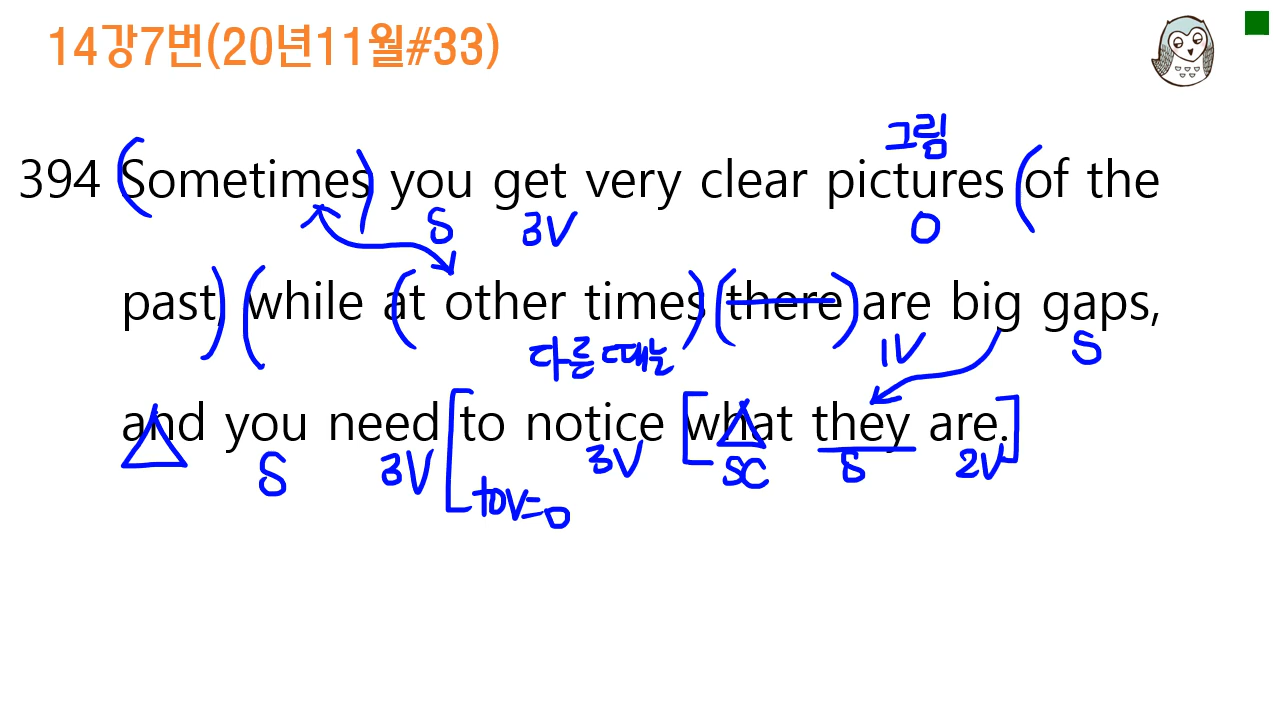 14강7번(20년11월#33)
그림
394 Sometimes you get very clear pictures of the
S 3V O
past, while at other times there are big gaps,
다른 때는 1V S
and you need to notice what they are.
S 3V 3V SC S 2V
toV=O